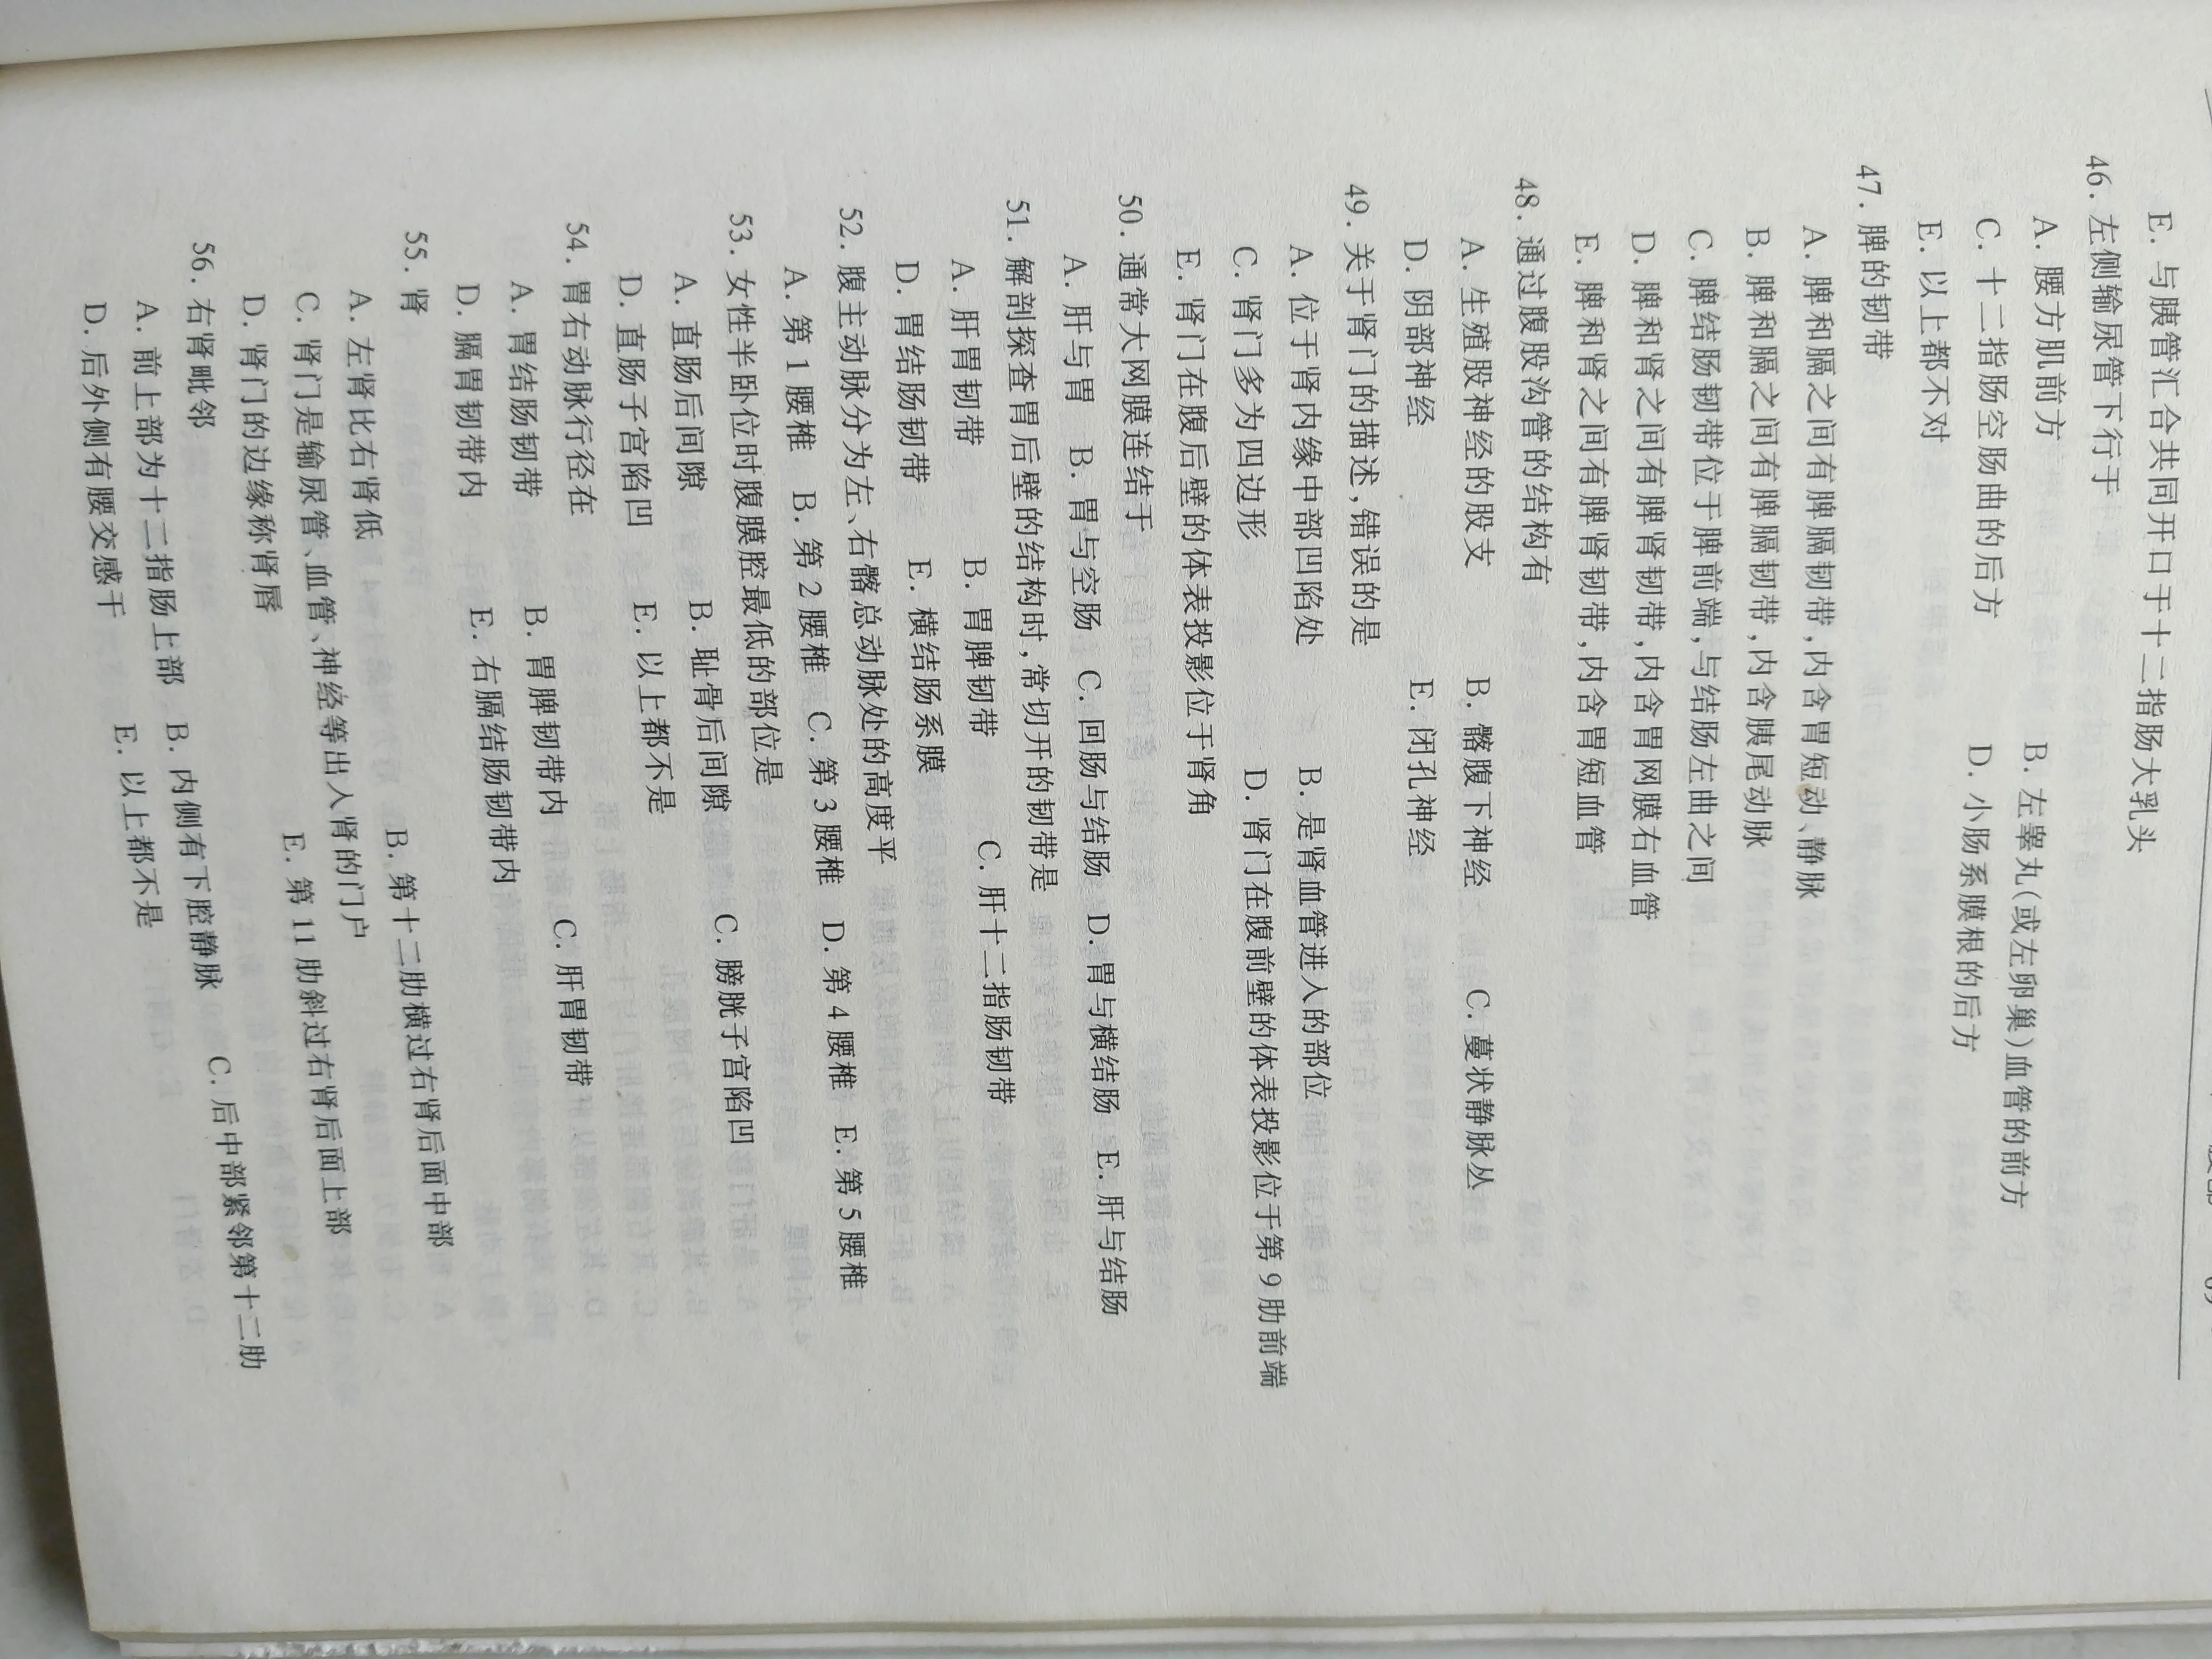 E. 与胰管汇合共同开口于十二指肠大乳头
46. 左侧输尿管下行于
A. 腰方肌前方 B. 左睾丸(或左卵巢)血管的前方
C. 十二指肠空肠曲的后方 D. 小肠系膜根的后方
E. 以上都不对
47. 脾的韧带
A. 脾和膈之间有脾膈韧带,内含胃短动、静脉
B. 脾和膈之间有脾膈韧带,内含胰尾动脉
C. 脾结肠韧带位于脾前端,与结肠左曲之间
D. 脾和肾之间有脾肾韧带,内含胃网膜右血管
E. 脾和肾之间有脾肾韧带,内含胃短血管
48. 通过腹股沟管的结构有
A. 生殖股神经的股支 B. 髂腹下神经 C. 蔓状静脉丛
D. 阴部神经 E. 闭孔神经
49. 关于肾门的描述,错误的是
A. 位于肾内缘中部凹陷处 B. 是肾血管进入的部位
C. 肾门多为四边形 D. 肾门在腹前壁的体表投影位于第9肋前端
E. 肾门在腹后壁的体表投影位于肾角
50. 通常大网膜连结于
A. 肝与胃 B. 胃与空肠 C. 回肠与结肠 D. 胃与横结肠 E. 肝与结肠
51. 解剖探查胃后壁的结构时,常切开的韧带是
A. 肝胃韧带 B. 胃脾韧带 C. 肝十二指肠韧带
D. 胃结肠韧带 E. 横结肠系膜
52. 腹主动脉分为左、右髂总动脉处的高度平
A. 第1腰椎 B. 第2腰椎 C. 第3腰椎 D. 第4腰椎 E. 第5腰椎
53. 女性半卧位时腹膜腔最低的部位是
A. 直肠后间隙 B. 耻骨后间隙 C. 膀胱子宫陷凹
D. 直肠子宫陷凹 E. 以上都不是
54. 胃右动脉行径在
A. 胃结肠韧带 B. 胃脾韧带内 C. 肝胃韧带
D. 膈胃韧带内 E. 右膈结肠韧带内
55. 肾
A. 左肾比右肾低 B. 第十二肋横过右肾后面中部
C. 肾门是输尿管、血管、神经等出入肾的门户
D. 肾门的边缘称肾唇 E. 第11肋斜过右肾后面上部
56. 右肾毗邻
A. 前上部为十二指肠上部 B. 内侧有下腔静脉 C. 后中部紧邻第十二肋
D. 后外侧有腰交感干 E. 以上都不是